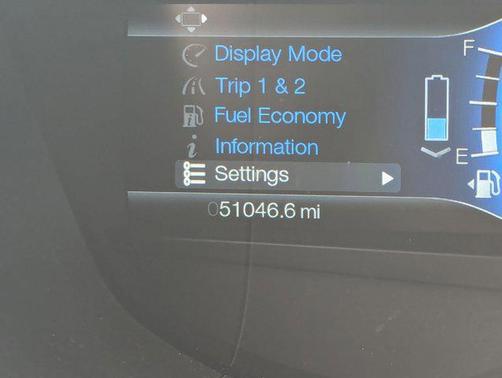 Display Mode
F
Trip 1 & 2
Fuel Economy
Information
E
Settings
051046.6 mi